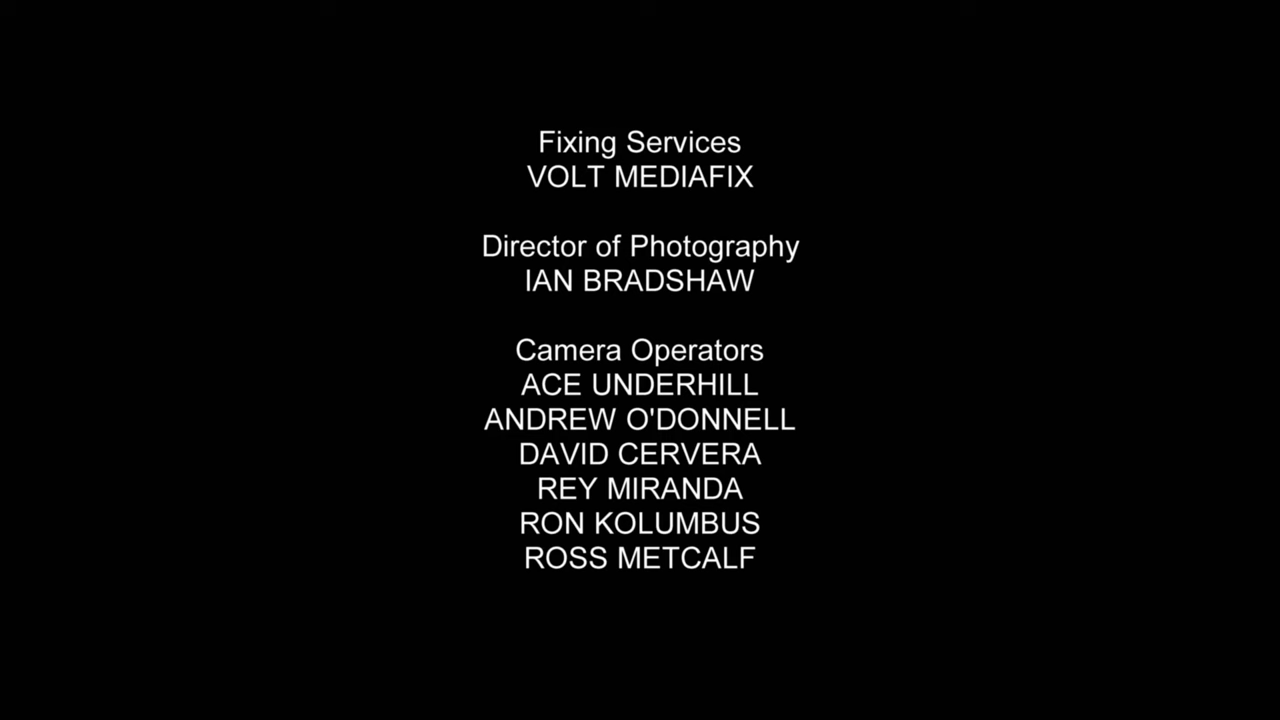 Fixing Services
VOLT MEDIAFIX
Director of Photography
IAN BRADSHAW
Camera Operators
ACE UNDERHILL
ANDREW O'DONNELL
DAVID CERVERA
REY MIRANDA
RON KOLUMBUS
ROSS METCALF